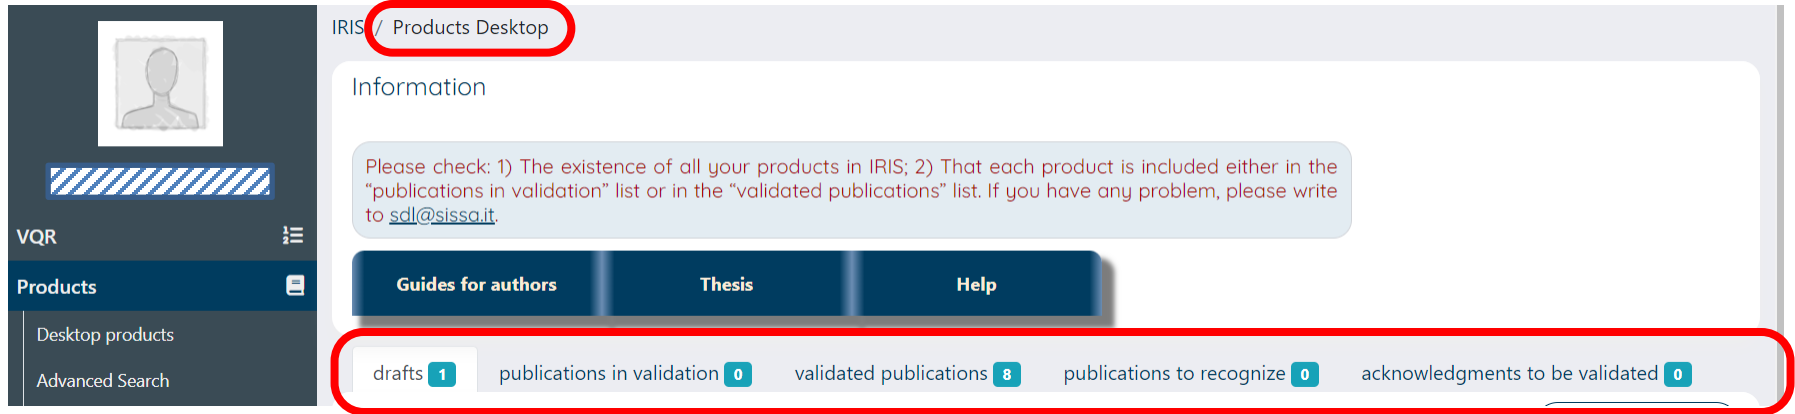 IRIS / Products Desktop
Information
Please check: 1) The existence of all your products in IRIS; 2) That each product is included either in the
“publications in validation” list or in the “validated publications” list. If you have any problem, please write
to sdl@sissa.it.
VQR
Products
Desktop products
Advanced Search
Guides for authors Thesis Help
drafts 1 publications in validation 0 validated publications 8 publications to recognize 0 acknowledgments to be validated 0